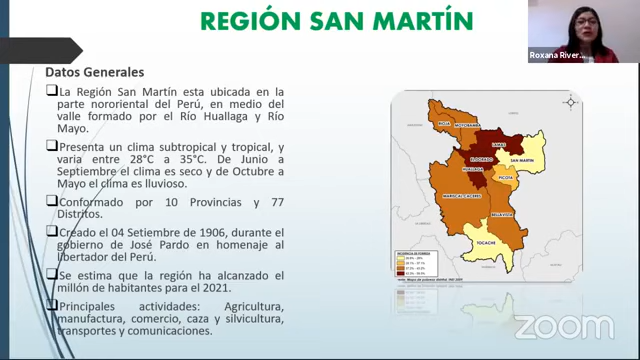 REGIÓN SAN MARTÍN
Roxana River...
Datos Generales
La Región San Martín esta ubicada en la
parte nororiental del Perú, en medio del
valle formado por el Río Huallaga y Río
Mayo.
Presenta un clima subtropical y tropical, y
varia entre 28°C a 35°C. De Junio a
Septiembre el clima es seco y de Octubre a
Mayo el clima es lluvioso.
Conformado por 10 Provincias y 77
Distritos.
Creado el 04 Setiembre de 1906, durante el
gobierno de José Pardo en homenaje al
libertador del Perú.
Se estima que la región ha alcanzado el
millón de habitantes para el 2021.
Principales actividades: Agricultura,
manufactura, comercio, caza y silvicultura,
transportes y comunicaciones.
RIOJA
MOYOBAMBA
LAMAS
EL DORADO
SAN MARTIN
HUALLAGA
PICOTA
MARISCAL CACERES
BELLAVISTA
TOCACHE
zoom